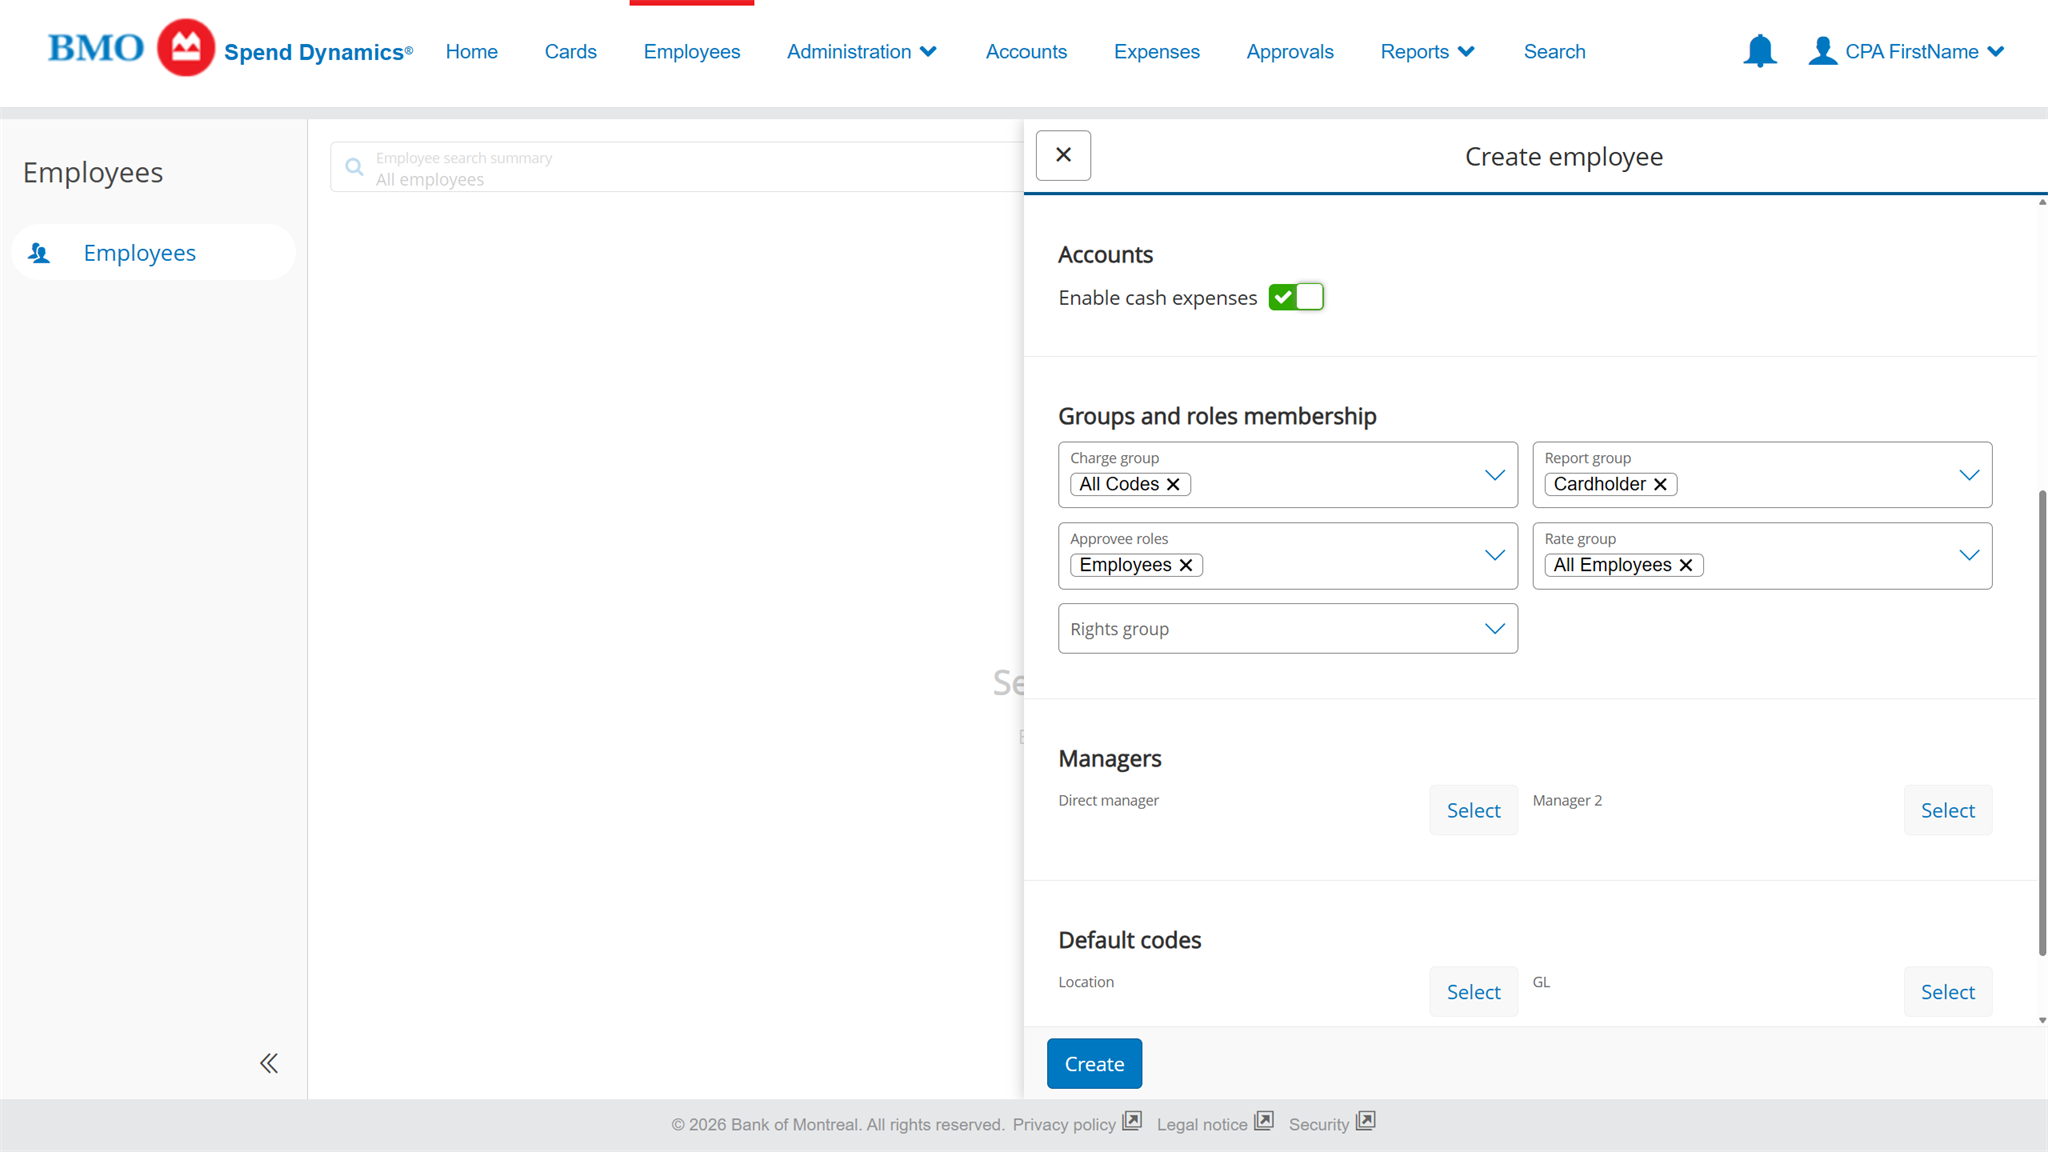 BMO Spend Dynamics®
Home
Cards
Employees
Administration
Accounts
Expenses
Approvals
Reports
Search
CPA FirstName
Employees
Employees
Employee search summary
All employees
Se
Create employee
Accounts
Enable cash expenses
Groups and roles membership
Charge group
All Codes
Report group
Cardholder
Approvee roles
Employees
Rate group
All Employees
Rights group
Managers
Direct manager
Select
Manager 2
Select
Default codes
Location
Select
GL
Select
Create
© 2026 Bank of Montreal. All rights reserved. Privacy policy Legal notice Security